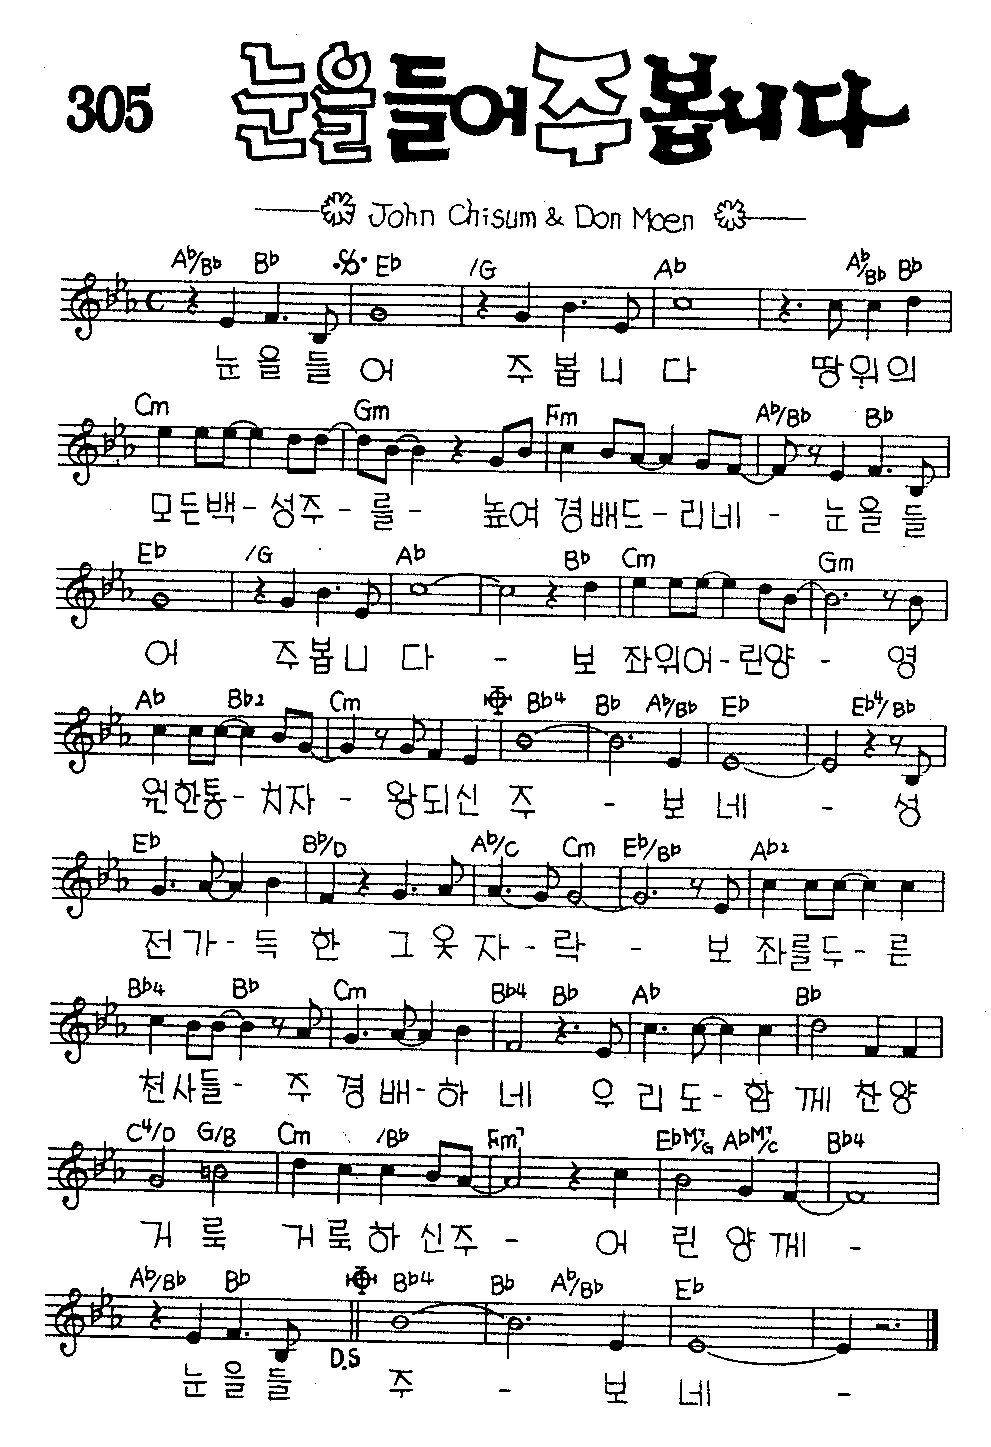 305 눈을들어주봅니다
John Chisum & Don Moen
Ab/Bb Bb Eb /G Ab Ab/Bb Bb
눈을들어 주봅니다 땅위의
Cm Gm Fm Ab/Bb Bb
모든백-성주-를- 높여경배드-리네- 눈을들
Eb /G Ab Bb Cm Gm
어 주봅니다 - 보좌위어-린양- 영
Ab Bb2 Cm Bb4 Bb Ab/Bb Eb Eb4/Bb
원한통-치자- 왕되신주 - 보네 - 성
Eb Bb/D Ab/C Cm Eb/Bb Ab2
전가-득한 그옷자-락 - 보좌를두-른
Bb4 Bb Cm Bb4 Bb Ab Bb
천사들- 주경배-하네 우리도-함께찬양
C4/D G/B Cm /Bb Fm7 EbM7/G AbM7/C Bb4
거룩 거룩하신주- 어린양께-
Ab/Bb Bb Bb4 Bb Ab/Bb Eb
D.S
눈을들 주 - 보네 -